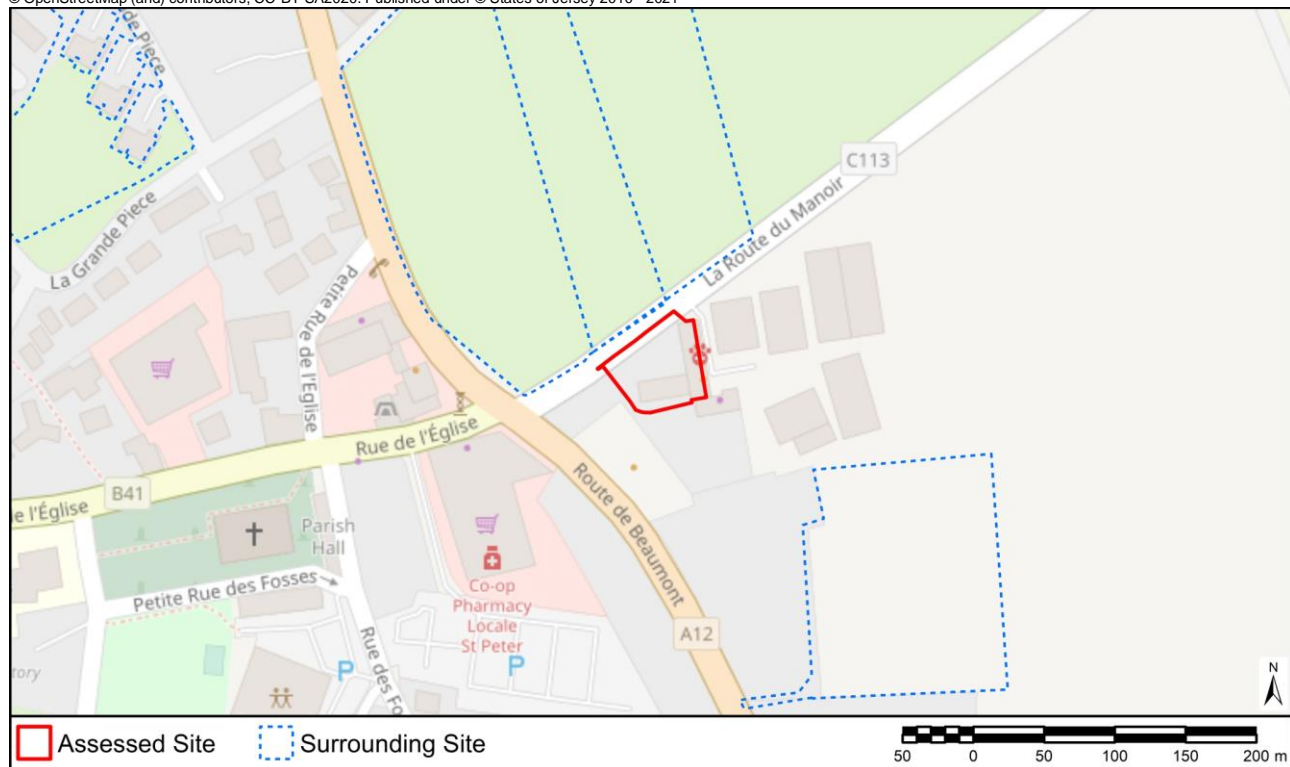 © OpenStreetMap (and) contributors, CC-BY-SA2020. Published under © States of Jersey 2016 - 2021
de Piece
Piece
C113
La Grande Piece
La Route du Manoir
Petite Rue de l'Eglise
Rue de l'Église
B41
e l'Église
Route de Beaumont
Parish
Hall
Petite Rue des Fosses
Co-op
Pharmacy
Locale
St Peter
A12
Rue des Fo
tory
P
P
N
Assessed Site
Surrounding Site
50 0 50 100 150 200 m